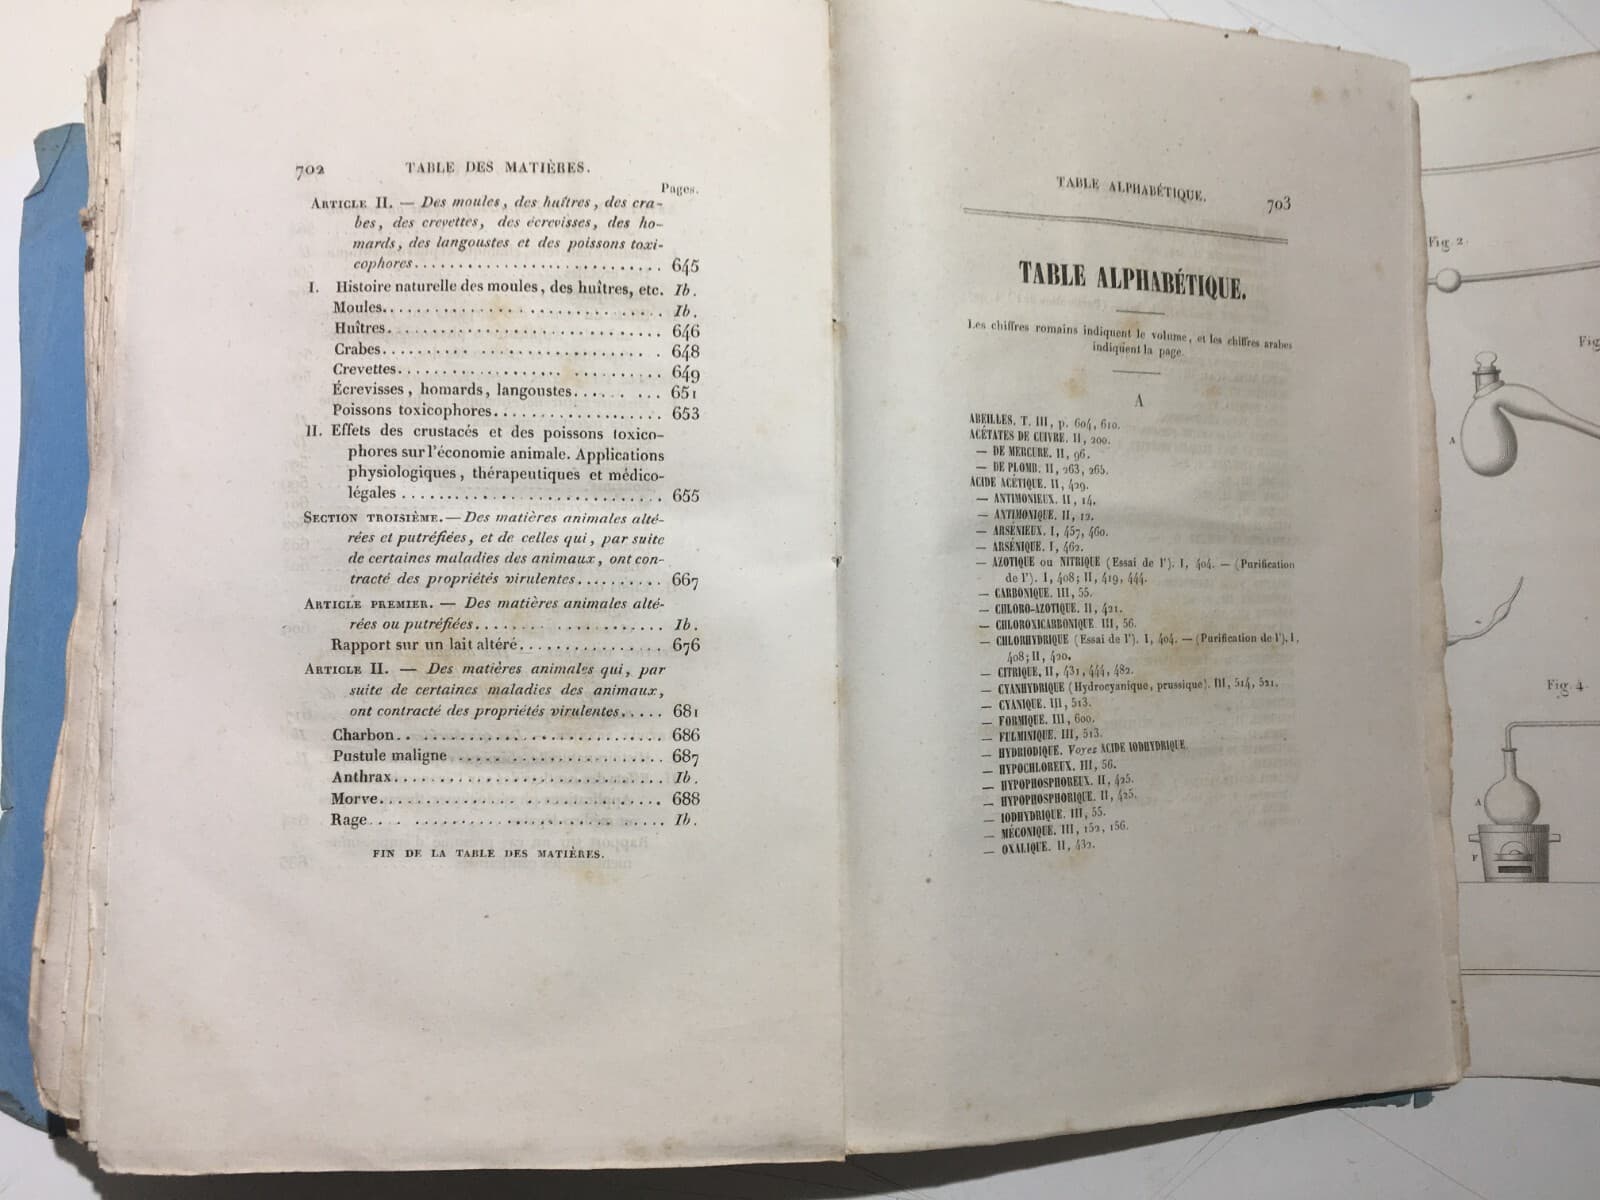 702 TABLE DES MATIÈRES.
Pages.
ARTICLE II. — Des moules, des huîtres, des cra-
bes, des crevettes, des écrevisses, des ho-
mards, des langoustes et des poissons toxi-
cophores. 645
I. Histoire naturelle des moules, des huîtres, etc. Ib.
Moules. Ib.
Huîtres. 646
Crabes. 648
Crevettes. 649
Écrevisses, homards, langoustes. 651
Poissons toxicophores. 653
II. Effets des crustacés et des poissons toxico-
phores sur l'économie animale. Applications
physiologiques, thérapeutiques et médico-
légales 655
SECTION TROISIÈME. — Des matières animales alté-
rées et putréfiées, et de celles qui, par suite
de certaines maladies des animaux, ont con-
tracté des propriétés virulentes. 667
ARTICLE PREMIER. — Des matières animales alté-
rées ou putréfiées. Ib.
Rapport sur un lait altéré. 676
ARTICLE II. — Des matières animales qui, par
suite de certaines maladies des animaux,
ont contracté des propriétés virulentes. 681
Charbon. 686
Pustule maligne 687
Anthrax. Ib.
Morve. 688
Rage. Ib.
FIN DE LA TABLE DES MATIÈRES.
TABLE ALPHABÉTIQUE. 703
TABLE ALPHABÉTIQUE.
Les chiffres romains indiquent le volume, et les chiffres arabes
indiquent la page.
A
ABEILLES. T. III, p. 604, 610.
ACÉTATES DE CUIVRE. II, 200.
— DE MERCURE. II, 96.
— DE PLOMB. II, 263, 265.
ACIDE ACÉTIQUE. II, 429.
— ANTIMONIEUX. II, 14.
— ANTIMONIQUE. II, 12.
— ARSÉNIEUX. I, 457, 460.
— ARSÉNIQUE. I, 462.
— AZOTIQUE ou NITRIQUE (Essai de l'). I, 404. — (Purification
de l'). I, 408; II, 419, 444.
— CARBONIQUE. III, 55.
— CHLORO-AZOTIQUE. II, 421.
— CHLOROXICARBONIQUE. III, 56.
— CHLORHYDRIQUE (Essai de l'). I, 404. — (Purification de l'). I,
408; II, 420.
— CITRIQUE, II, 431, 444, 482.
— CYANHYDRIQUE (Hydrocyanique, prussique). III, 514, 521.
— CYANIQUE. III, 513.
— FORMIQUE. III, 600.
— FULMINIQUE. III, 513.
— HYDRIODIQUE. Voyez ACIDE IODHYDRIQUE.
— HYPOCHLOREUX. III, 56.
— HYPOPHOSPHOREUX. II, 425.
— HYPOPHOSPHORIQUE. II, 425.
— IODHYDRIQUE. III, 55.
— MÉCONIQUE. III, 152, 156.
— OXALIQUE. II, 432.
Fig. 2.
Fig.
A
Fig. 4.
A
F